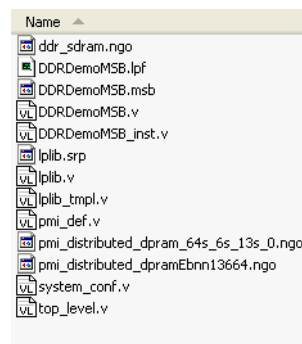 Name
ddr_sdram.ngo
DDRDemoMSB.lpf
DDRDemoMSB.msb
DDRDemoMSB.v
DDRDemoMSB_inst.v
lplib.srp
lplib.v
lplib_tmpl.v
pmi_def.v
pmi_distributed_dpram_64s_6s_13s_0.ngo
pmi_distributed_dpramEbnn13664.ngo
system_conf.v
top_level.v